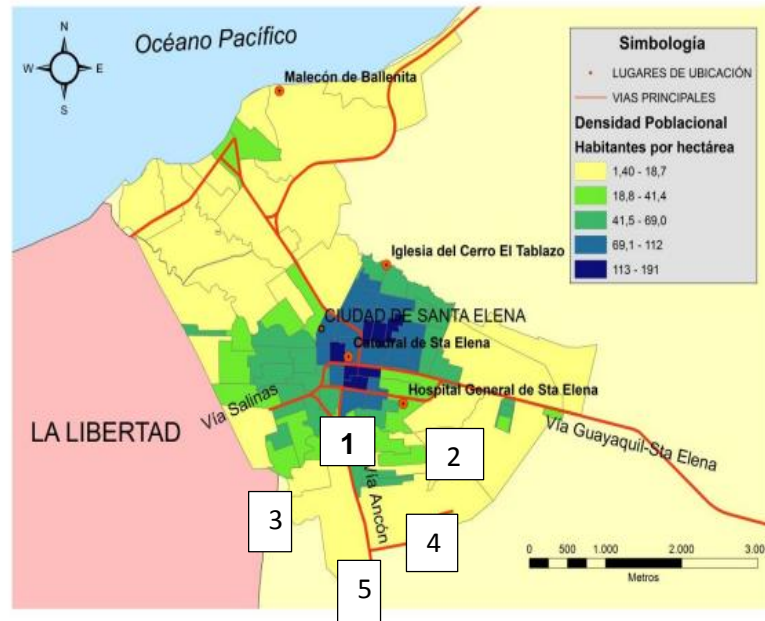 Océano Pacífico
N
W
E
S
Malecón de Ballenita
Simbología
LUGARES DE UBICACIÓN
VIAS PRINCIPALES
Densidad Poblacional
Habitantes por hectárea
1,40 - 18,7
18,8 - 41,4
41,5 - 69,0
69,1 - 112
113 - 191
Iglesia del Cerro El Tablazo
CIUDAD DE SANTA ELENA
Catedral de Sta Elena
Hospital General de Sta Elena
Vía Salinas
LA LIBERTAD
Vía Guayaquil-Sta Elena
1
2
Vía Ancón
3
4
5
0 500 1.000 2.000 3.00
Metros